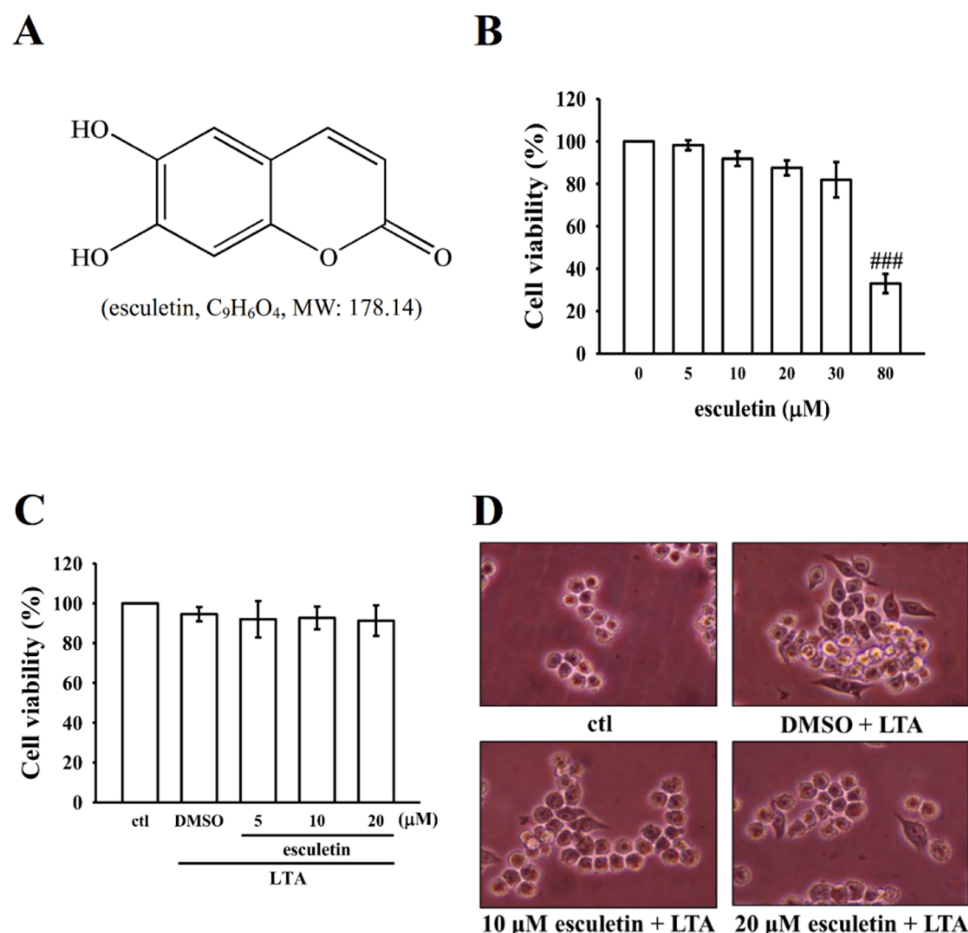 A
HO
HO
O
O
(esculetin, C₉H₆O₄, MW: 178.14)
B
Cell viability (%)
120
100
80
60
40
20
0
###
0 5 10 20 30 80
esculetin (μM)
C
Cell viability (%)
120
100
80
60
40
20
0
ctl DMSO 5 10 20 (μM)
esculetin
LTA
D
ctl
DMSO + LTA
10 μM esculetin + LTA
20 μM esculetin + LTA